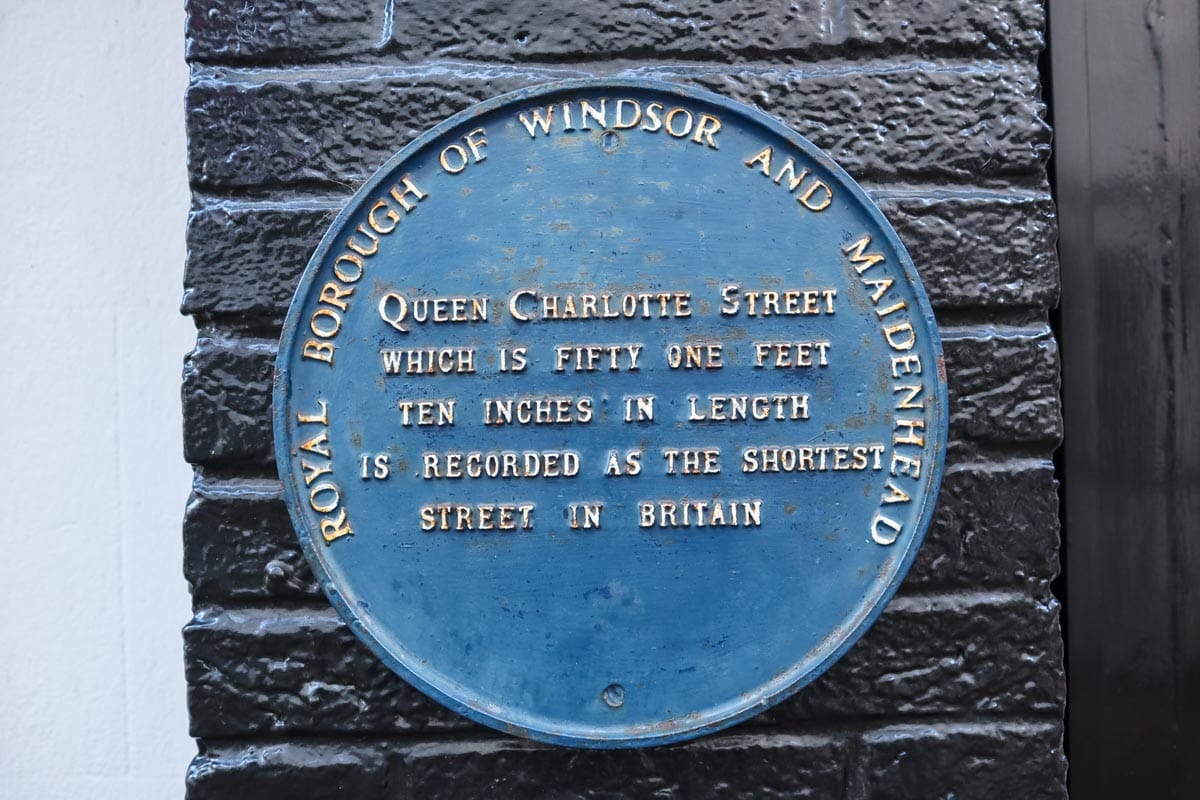 ROYAL BOROUGH OF WINDSOR AND MAIDENHEAD
QUEEN CHARLOTTE STREET
WHICH IS FIFTY ONE FEET
TEN INCHES IN LENGTH
IS RECORDED AS THE SHORTEST
STREET IN BRITAIN